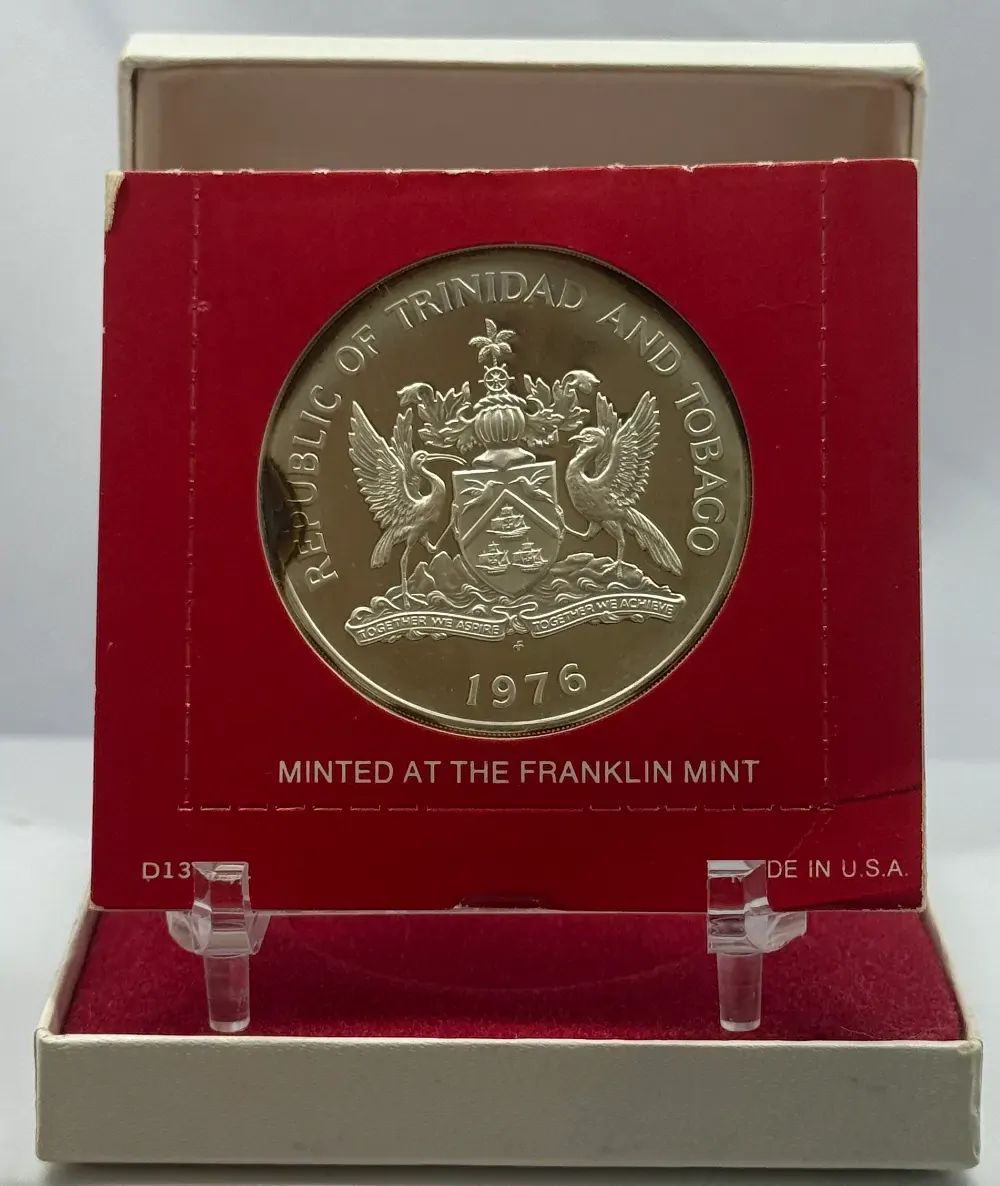 REPUBLIC OF TRINIDAD AND TOBAGO
TOGETHER WE ASPIRE TOGETHER WE ACHIEVE
1976
MINTED AT THE FRANKLIN MINT
D13
DE IN U.S.A.